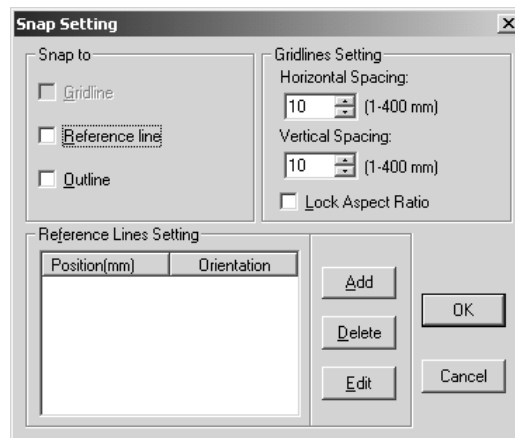 Snap Setting
Snap to
Gridline
Reference line
Outline
Gridlines Setting
Horizontal Spacing:
10 (1-400 mm)
Vertical Spacing:
10 (1-400 mm)
Lock Aspect Ratio
Reference Lines Setting
Position(mm) Orientation
Add
Delete
Edit
OK
Cancel